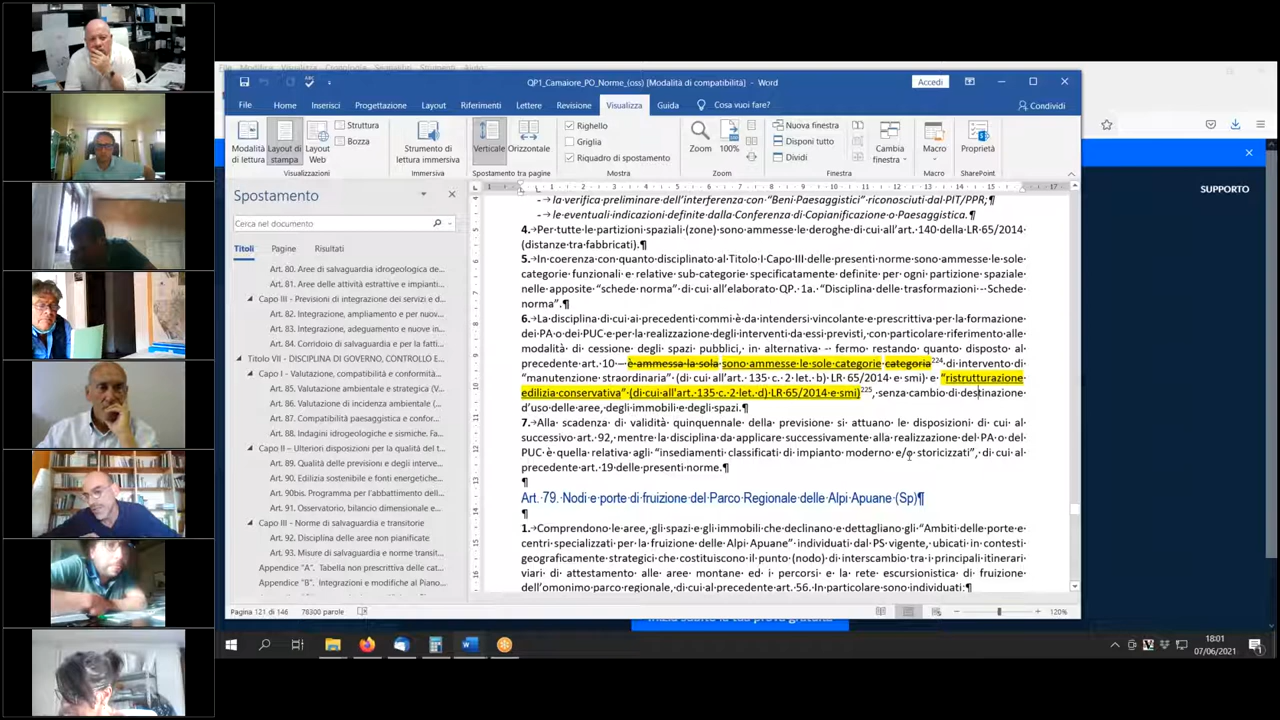 QP1_Camaiore_PO_Norme_(oss) [Modalità di compatibilità] - Word
Accedi
File Home Inserisci Progettazione Layout Riferimenti Lettere Revisione Visualizza Guida Cosa vuoi fare? Condividi
Modalità di lettura
Layout di stampa
Layout Web
Struttura
Bozza
Visualizzazioni
Strumento di lettura immersiva
Immersiva
Verticale
Orizzontale
Spostamento tra pagine
Righello
Griglia
Riquadro di spostamento
Mostra
Zoom
100%
Zoom
Nuova finestra
Disponi tutto
Dividi
Cambia finestra
Finestra
Macro
Macro
Proprietà
SharePoint
SUPPORTO
Spostamento
Cerca nel documento
Titoli Pagine Risultati
Art. 80. Aree di salvaguardia idrogeologica de...
Art. 81. Aree delle attività estrattive e impianti...
Capo III - Previsioni di integrazione dei servizi e d...
Art. 82. Integrazione, ampliamento e per nuov...
Art. 83. Integrazione, adeguamento e nuove in...
Art. 84. Corridoio di salvaguardia e per la fatti...
Titolo VII - DISCIPLINA DI GOVERNO, CONTROLLO E...
Capo I - Valutazione, compatibilità e conformità...
Art. 85. Valutazione ambientale e strategica (V...
Art. 86. Valutazione di incidenza ambientale (...
Art. 87. Compatibilità paesaggistica e confor...
Art. 88. Indagini idrogeologiche e sismiche. Fa...
Capo II – Ulteriori disposizioni per la qualità del t...
Art. 89. Qualità delle previsioni e degli interve...
Art. 90. Edilizia sostenibile e fonti energetiche...
Art. 90bis. Programma per l'abbattimento dell...
Art. 91. Osservatorio, bilancio dimensionale e...
Capo III - Norme di salvaguardia e transitorie
Art. 92. Disciplina delle aree non pianificate
Art. 93. Misure di salvaguardia e norme transit...
Appendice "A". Tabella non prescrittiva delle cat...
Appendice "B". Integrazioni e modifiche al Piano...
-→ la verifica preliminare dell'interferenza con "Beni Paesaggistici" riconosciuti dal PIT/PPR;¶
-→ le eventuali indicazioni definite dalla Conferenza di Copianificazione o Paesaggistica.¶
4.→Per tutte le partizioni spaziali (zone) sono ammesse le deroghe di cui all'art. 140 della LR 65/2014
(distanze tra fabbricati).¶
5.→In coerenza con quanto disciplinato al Titolo I Capo III delle presenti norme sono ammesse le sole
categorie funzionali e relative sub-categorie specificatamente definite per ogni partizione spaziale
nelle apposite "schede norma" di cui all'elaborato QP. 1a. "Disciplina delle trasformazioni - Schede
norma".¶
6.→La disciplina di cui ai precedenti commi è da intendersi vincolante e prescrittiva per la formazione
dei PA o dei PUC e per la realizzazione degli interventi da essi previsti, con particolare riferimento alle
modalità di cessione degli spazi pubblici, in alternativa -- fermo restando quanto disposto al
precedente art. 10 – è ammessa la sola sono ammesse le sole categorie categoria224 di intervento di
"manutenzione straordinaria" (di cui all'art. 135 c. 2 let. b) LR 65/2014 e smi) e "ristrutturazione
edilizia conservativa" (di cui all'art. 135 c. 2 let. d) LR 65/2014 e smi)225, senza cambio di destinazione
d'uso delle aree, degli immobili e degli spazi.¶
7.→Alla scadenza di validità quinquennale della previsione si attuano le disposizioni di cui al
successivo art. 92, mentre la disciplina da applicare successivamente alla realizzazione del PA o del
PUC è quella relativa agli "insediamenti classificati di impianto moderno e/o storicizzati", di cui al
precedente art. 19 delle presenti norme.¶
¶
Art. 79. Nodi e porte di fruizione del Parco Regionale delle Alpi Apuane (Sp)¶
¶
1.→Comprendono le aree, gli spazi e gli immobili che declinano e dettagliano gli "Ambiti delle porte e
centri specializzati per la fruizione delle Alpi Apuane" individuati dal PS vigente, ubicati in contesti
geograficamente strategici che costituiscono il punto (nodo) di interscambio tra i principali itinerari
viari di attestamento alle aree montane ed i percorsi e la rete escursionistica di fruizione
dell'omonimo parco regionale, di cui al precedente art. 56. In particolare sono individuati:¶
Pagina 121 di 146 78300 parole 120%
18:01
07/06/2021